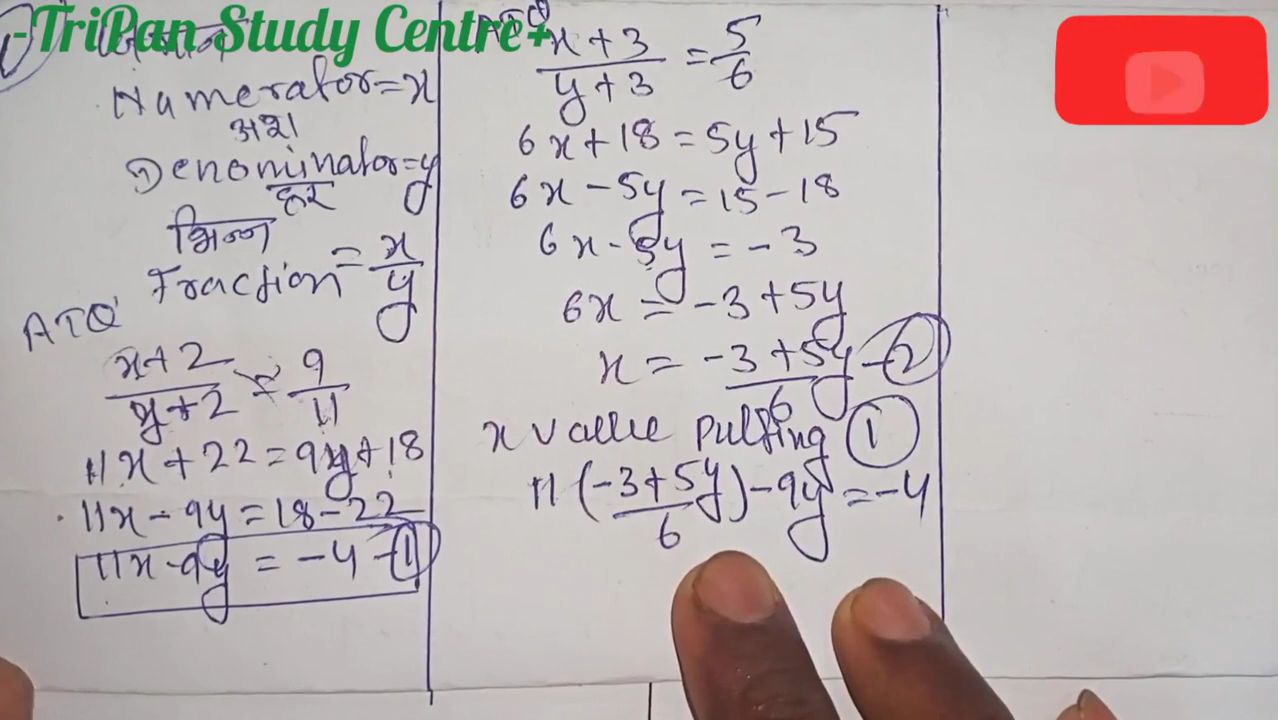 -TriPan Study Centre+
Numerator=x
अंश
Denominator=y
हर
भिन्न
Fraction = x/y
ATQ
x+2/y+2 = 9/11
11x+22=9y+18
11x-9y=18-22
11x-9y = -4 -①
ATQ
x+3/y+3 = 5/6
6x+18=5y+15
6x-5y=15-18
6x-5y=-3
6x=-3+5y
x = -3+5y/6 -②
x value putting ①
11(-3+5y/6)-9y=-4